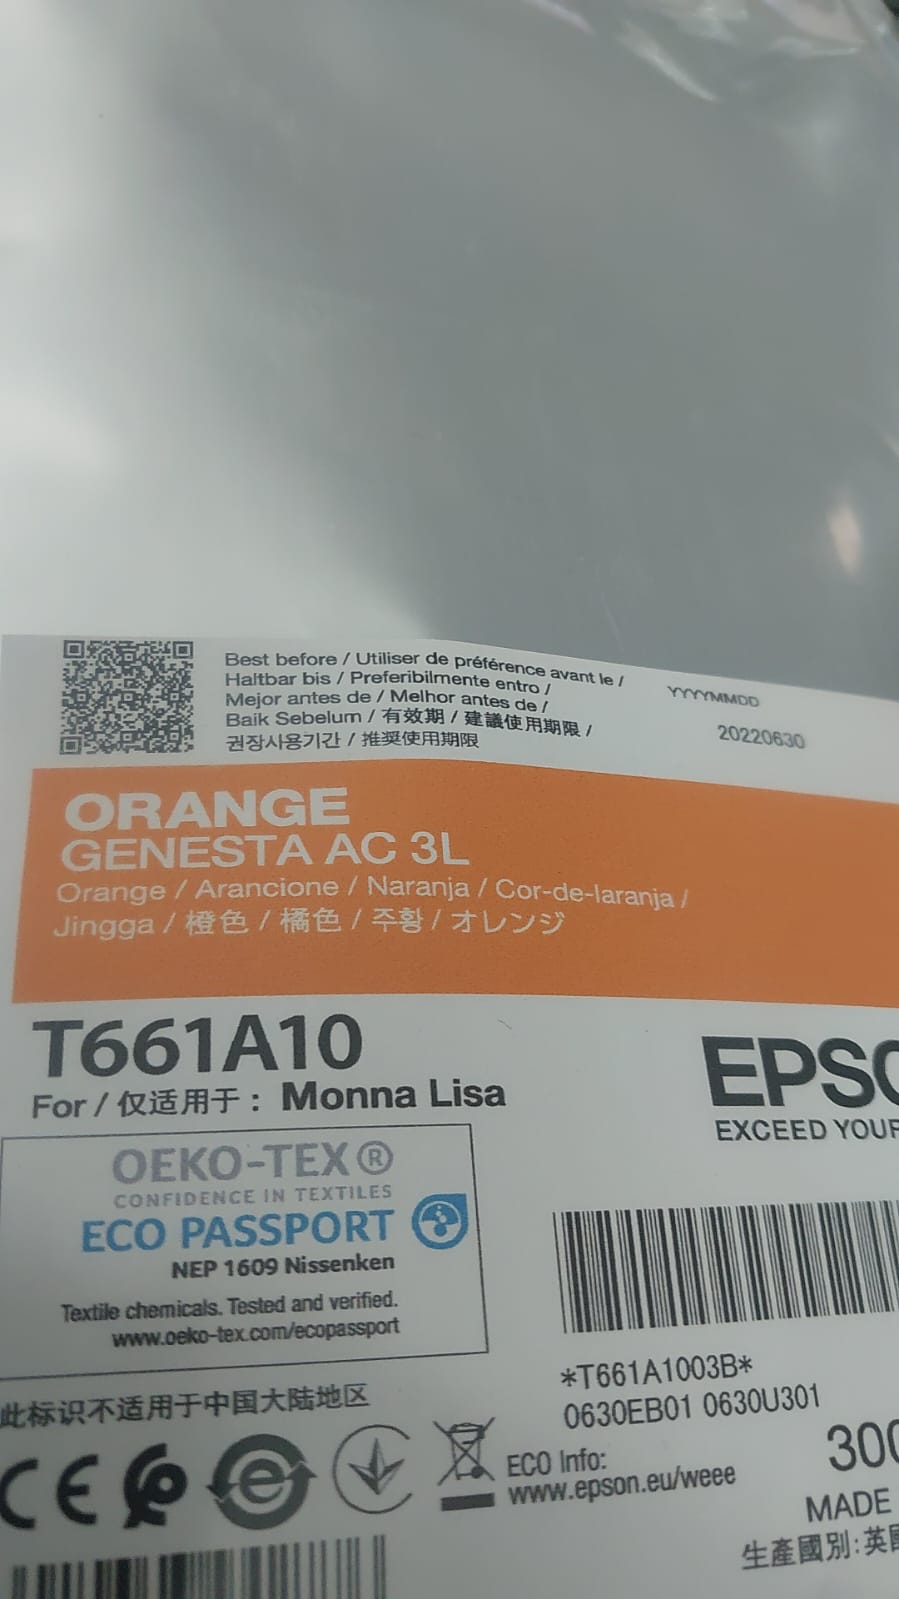 Best before / Utiliser de préférence avant le /
Haltbar bis / Preferibilmente entro /
Mejor antes de / Melhor antes de /
Baik Sebelum / 有效期 / 建議使用期限 /
권장사용기간 / 推奨使用期限
YYYYMMDD
20220630
ORANGE
GENESTA AC 3L
Orange / Arancione / Naranja / Cor-de-laranja /
Jingga / 橙色 / 橘色 / 주황 / オレンジ
T661A10
For / 仅适用于 : Monna Lisa
EPSO
EXCEED YOUR
OEKO-TEX®
CONFIDENCE IN TEXTILES
ECO PASSPORT
NEP 1609 Nissenken
Textile chemicals. Tested and verified.
www.oeko-tex.com/ecopassport
*T661A1003B*
0630EB01 0630U301
此标识不适用于中国大陆地区
CE
ECO Info:
www.epson.eu/weee
300
MADE
生產國別:英國